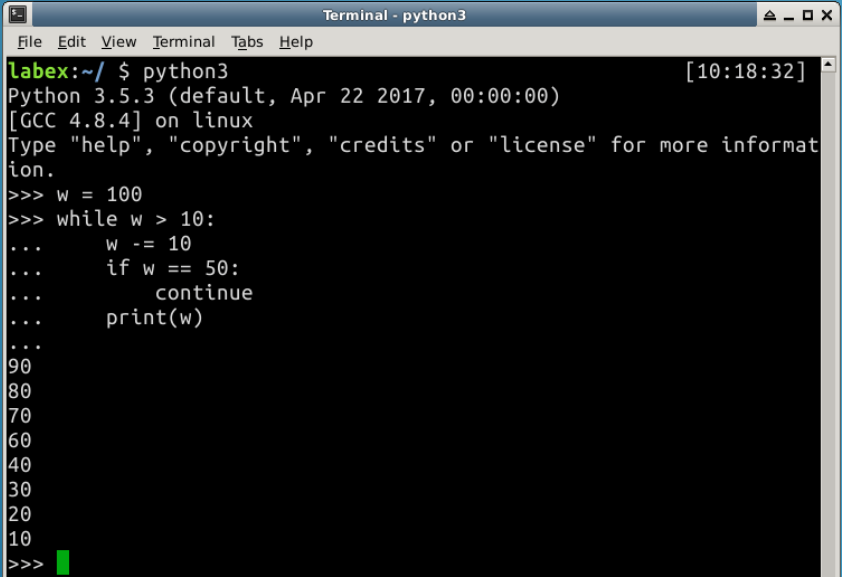 Terminal - python3
File Edit View Terminal Tabs Help
labex:~/ $ python3 [10:18:32]
Python 3.5.3 (default, Apr 22 2017, 00:00:00)
[GCC 4.8.4] on linux
Type "help", "copyright", "credits" or "license" for more informat
ion.
>>> w = 100
>>> while w > 10:
...     w -= 10
...     if w == 50:
...         continue
...     print(w)
...
90
80
70
60
40
30
20
10
>>>